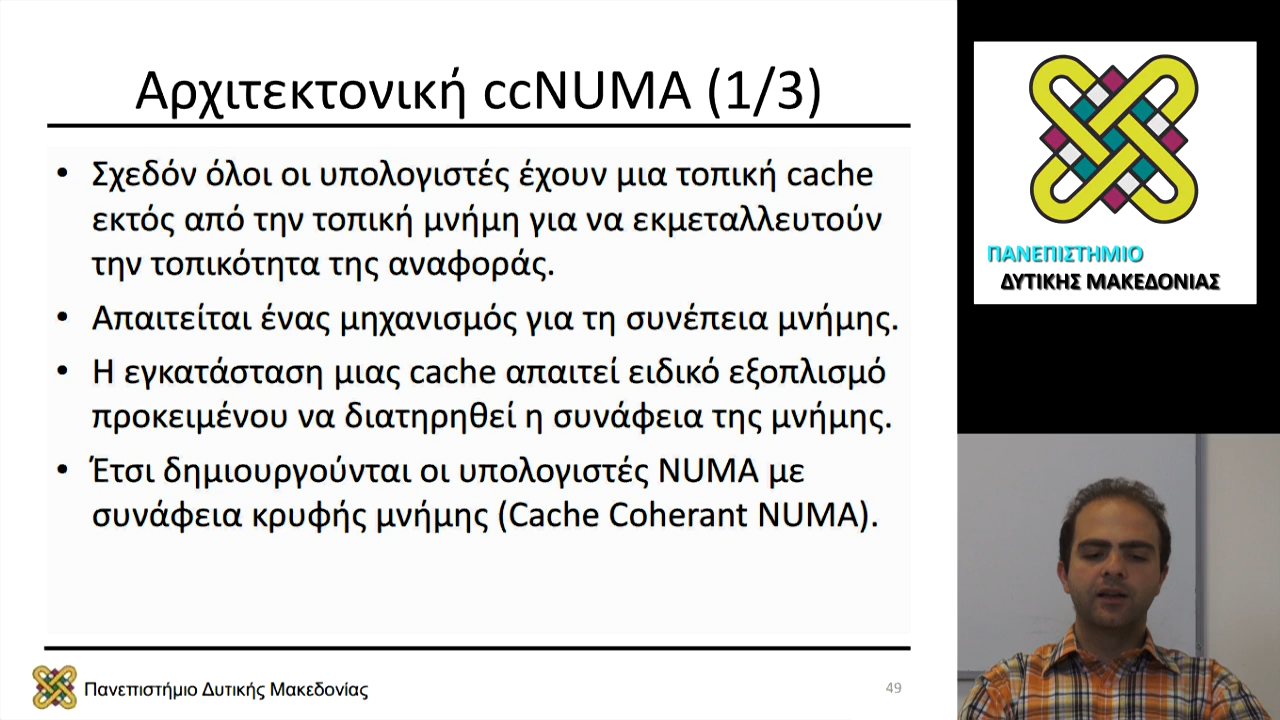 Αρχιτεκτονική ccNUMA (1/3)
• Σχεδόν όλοι οι υπολογιστές έχουν μια τοπική cache
εκτός από την τοπική μνήμη για να εκμεταλλευτούν
την τοπικότητα της αναφοράς.
• Απαιτείται ένας μηχανισμός για τη συνέπεια μνήμης.
• Η εγκατάσταση μιας cache απαιτεί ειδικό εξοπλισμό
προκειμένου να διατηρηθεί η συνάφεια της μνήμης.
• Έτσι δημιουργούνται οι υπολογιστές NUMA με
συνάφεια κρυφής μνήμης (Cache Coherant NUMA).
Πανεπιστήμιο Δυτικής Μακεδονίας
49
ΠΑΝΕΠΙΣΤΗΜΙΟ
ΔΥΤΙΚΗΣ ΜΑΚΕΔΟΝΙΑΣ